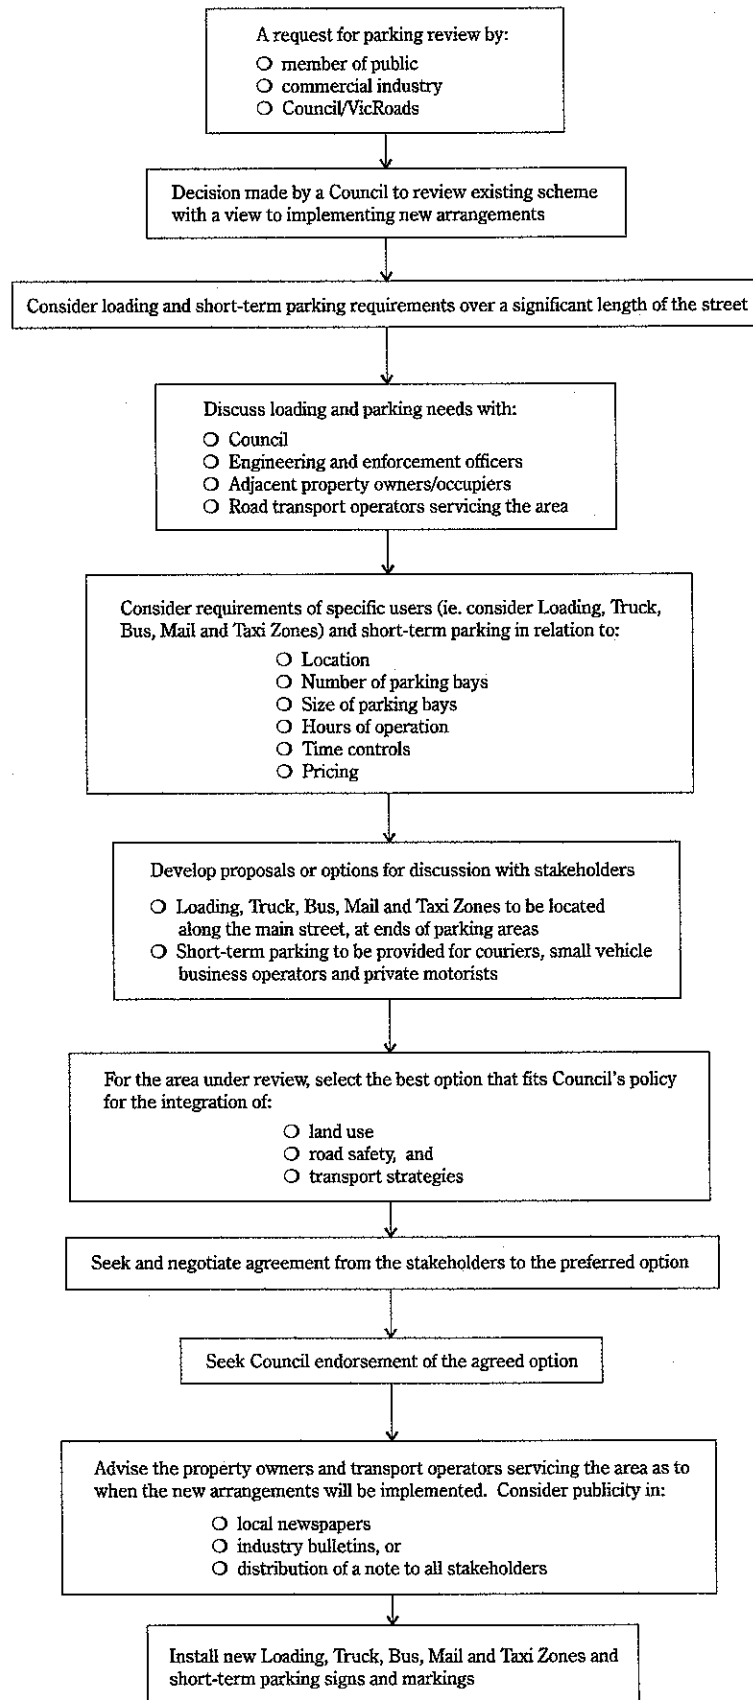 A request for parking review by:
O member of public
O commercial industry
O Council/VicRoads
Decision made by a Council to review existing scheme
with a view to implementing new arrangements
Consider loading and short-term parking requirements over a significant length of the street
Discuss loading and parking needs with:
O Council
O Engineering and enforcement officers
O Adjacent property owners/occupiers
O Road transport operators servicing the area
Consider requirements of specific users (ie. consider Loading, Truck,
Bus, Mail and Taxi Zones) and short-term parking in relation to:
O Location
O Number of parking bays
O Size of parking bays
O Hours of operation
O Time controls
O Pricing
Develop proposals or options for discussion with stakeholders
O Loading, Truck, Bus, Mail and Taxi Zones to be located
along the main street, at ends of parking areas
O Short-term parking to be provided for couriers, small vehicle
business operators and private motorists
For the area under review, select the best option that fits Council's policy
for the integration of:
O land use
O road safety, and
O transport strategies
Seek and negotiate agreement from the stakeholders to the preferred option
Seek Council endorsement of the agreed option
Advise the property owners and transport operators servicing the area as to
when the new arrangements will be implemented. Consider publicity in:
O local newspapers
O industry bulletins, or
O distribution of a note to all stakeholders
Install new Loading, Truck, Bus, Mail and Taxi Zones and
short-term parking signs and markings